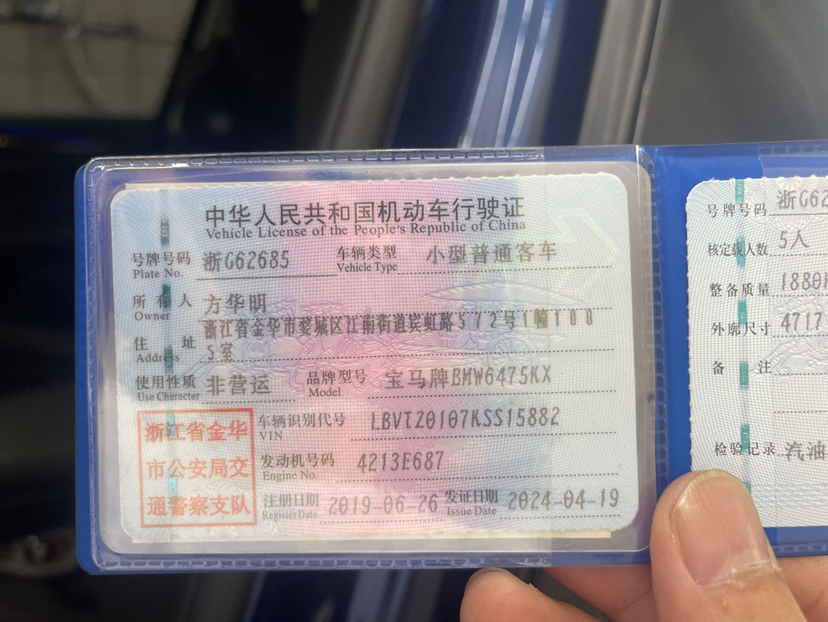 中华人民共和国机动车行驶证
Vehicle License of the People's Republic of China
号牌号码 浙G62685 车辆类型 小型普通客车
Plate No. Vehicle Type
所有人 方华明
Owner
住址 浙江省金华市婺城区江南街道宾虹路572号1幢100
Address 5室
使用性质 非营运 品牌型号 宝马牌BMW6475KX
Use Character Model
浙江省金华
市公安局交
通警察支队
车辆识别代号 LBVTZ0107KSS15882
VIN
发动机号码 4213E687
Engine No.
注册日期 2019-06-26 发证日期 2024-04-19
Register Date Issue Date
号牌号码 浙G62
核定载人数 5人
整备质量 1880
外廓尺寸 4717
备注
检验记录 汽油